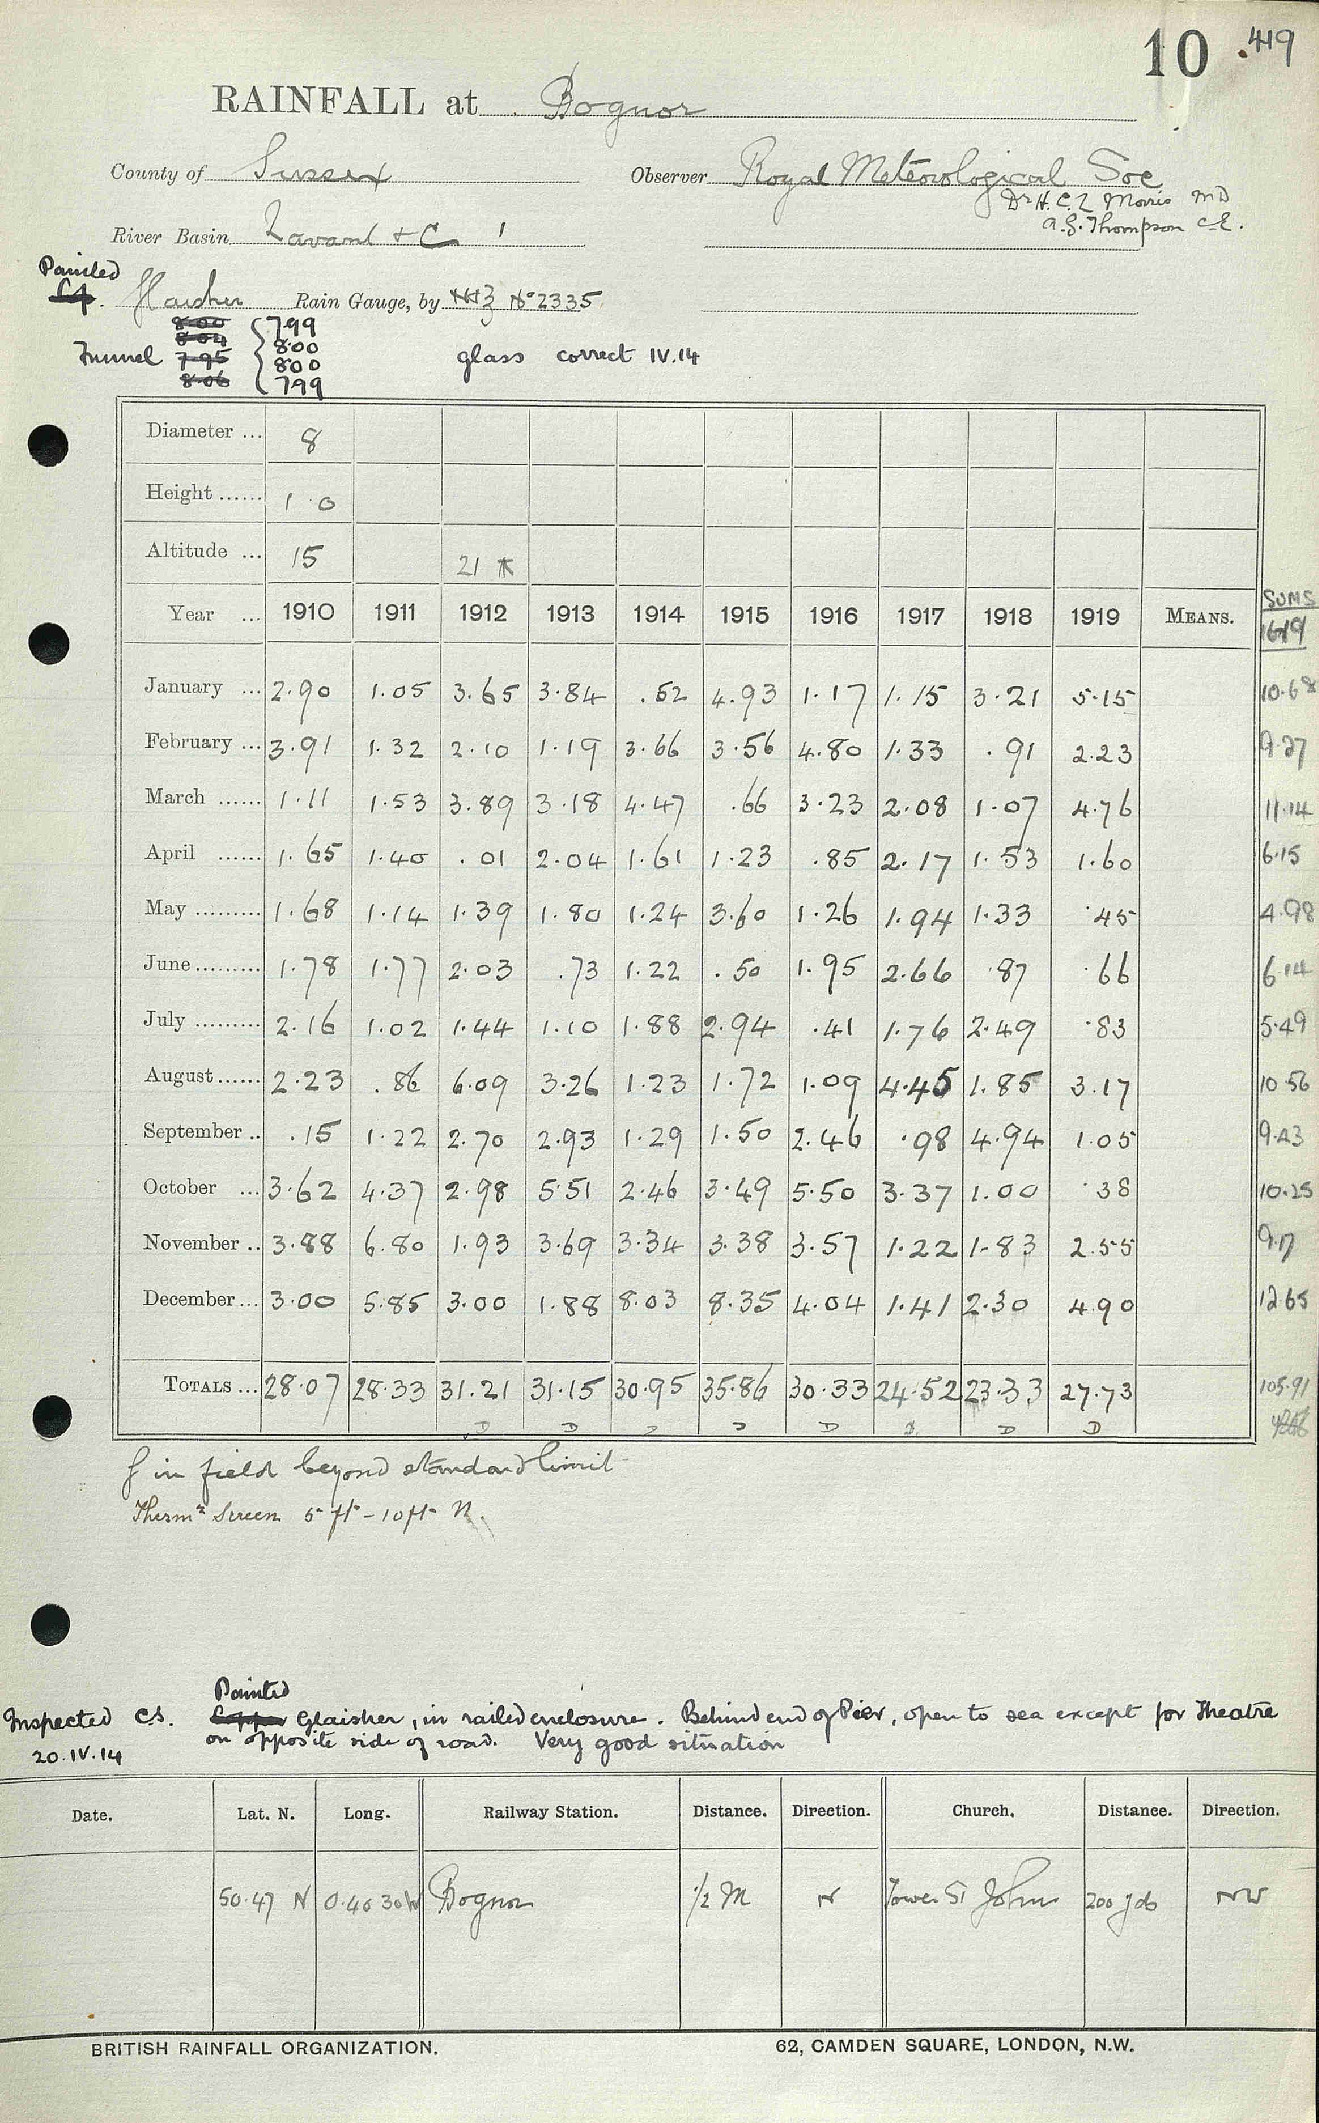 10 . 419
RAINFALL at Bognor
County of Sussex Observer Royal Meteorological Soc
Dr H. C. L Morris MD
River Basin Lavant & C 1 A. S. Thompson C.E.
Painted
Glaisher Rain Gauge, by N&Z No 2335
8.00 799
8.04 800
Funnel 7.95 800 glass correct IV.14
8.06 799
Diameter ... 8
Height ...... 1.0
Altitude ... 15 21 *
SUMS
Year ... 1910 1911 1912 1913 1914 1915 1916 1917 1918 1919 MEANS. 16-19
January ... 2.90 1.05 3.65 3.84 .52 4.93 1.17 1.15 3.21 5.15 10.68
February ... 3.91 1.32 2.10 1.19 3.66 3.56 4.80 1.33 .91 2.23 9.27
March ...... 1.11 1.53 3.89 3.18 4.47 .66 3.23 2.08 1.07 4.76 11.14
April ...... 1.65 1.40 .01 2.04 1.61 1.23 .85 2.17 1.53 1.60 6.15
May ......... 1.68 1.14 1.39 1.80 1.24 3.60 1.26 1.94 1.33 .45 4.98
June ......... 1.78 1.77 2.03 .73 1.22 .50 1.95 2.66 .87 .66 6.14
July ......... 2.16 1.02 1.44 1.10 1.88 2.94 .41 1.76 2.49 .83 5.49
August ...... 2.23 .86 6.09 3.26 1.23 1.72 1.09 4.45 1.85 3.17 10.56
September .. .15 1.22 2.70 2.93 1.29 1.50 2.46 .98 4.94 1.05 9.43
October ... 3.62 4.37 2.98 5.51 2.46 3.49 5.50 3.37 1.00 .38 10.25
November .. 3.88 6.80 1.93 3.69 3.34 3.38 3.57 1.22 1.83 2.55 9.17
December ... 3.00 5.85 3.00 1.88 8.03 8.35 4.04 1.41 2.30 4.90 12.65
TOTALS ... 28.07 28.33 31.21 31.15 30.95 35.86 30.33 24.52 23.33 27.73 105.91
D D D D D D D D
in field beyond standard limit
Thermr Screen 5 ft - 10 ft N.
Painted
Inspected C.S. Copper Glaisher, in railed enclosure. Behind end of Pier, open to sea except for Theatre
20.IV.14 on opposite side of road. Very good situation
Date. Lat. N. Long. Railway Station. Distance. Direction. Church. Distance. Direction.
50.47 N 0.40 30 W Bognor 1/2 M N Tower St John 200 yds NW
BRITISH RAINFALL ORGANIZATION. 62, CAMDEN SQUARE, LONDON, N.W.